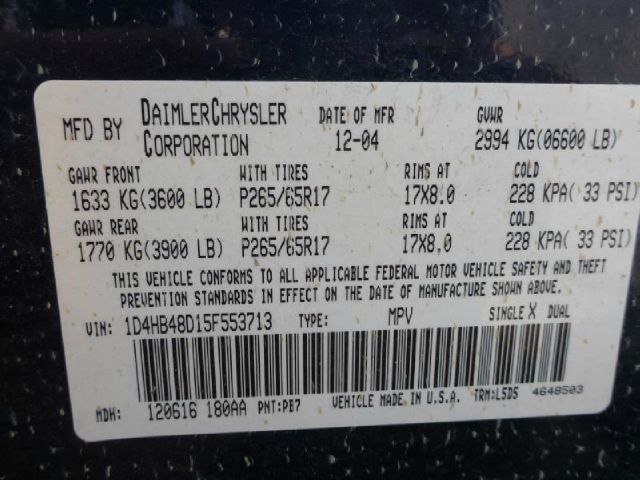 MFD BY DAIMLERCHRYSLER CORPORATION DATE OF MFR 12-04 GVWR 2994 KG(06600 LB)
GAWR FRONT WITH TIRES RIMS AT COLD
1633 KG(3600 LB) P265/65R17 17X8.0 228 KPA( 33 PSI)
GAWR REAR WITH TIRES RIMS AT COLD
1770 KG(3900 LB) P265/65R17 17X8.0 228 KPA( 33 PSI)
THIS VEHICLE CONFORMS TO ALL APPLICABLE FEDERAL MOTOR VEHICLE SAFETY AND THEFT
PREVENTION STANDARDS IN EFFECT ON THE DATE OF MANUFACTURE SHOWN ABOVE.
VIN: 1D4HB48D15F553713 TYPE: MPV SINGLE X DUAL
MDH: 120616 180AA PNT:PB7 VEHICLE MADE IN U.S.A. TRM:L5D5 4648503